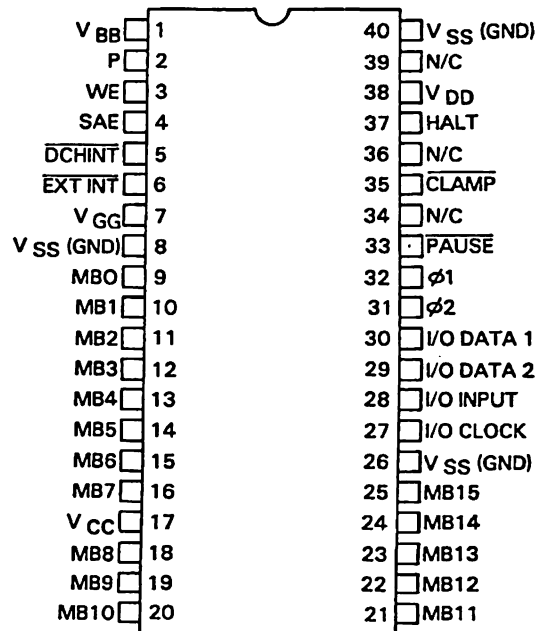 V BB 1 40 V SS (GND)
P 2 39 N/C
WE 3 38 V DD
SAE 4 37 HALT
DCHINT 5 36 N/C
EXT INT 6 35 CLAMP
V GG 7 34 N/C
V SS (GND) 8 33 PAUSE
MB0 9 32 ϕ1
MB1 10 31 ϕ2
MB2 11 30 I/O DATA 1
MB3 12 29 I/O DATA 2
MB4 13 28 I/O INPUT
MB5 14 27 I/O CLOCK
MB6 15 26 V SS (GND)
MB7 16 25 MB15
V CC 17 24 MB14
MB8 18 23 MB13
MB9 19 22 MB12
MB10 20 21 MB11